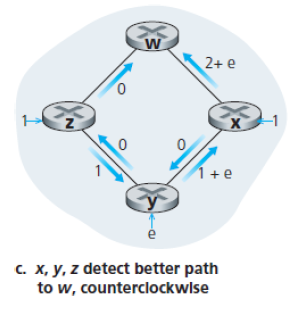 w
2+ e
0
1
z
x
1
0
0
1
1 + e
y
e
c. x, y, z detect better path
to w, counterclockwise